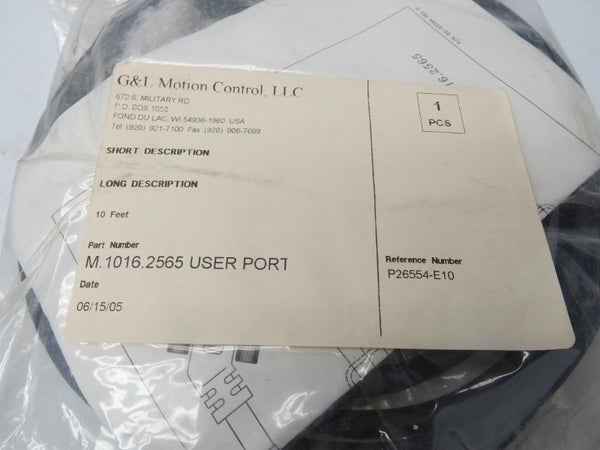 G&L Motion Control, LLC
672 S. MILITARY RD.
FOND DU LAC, WI 54936-1960 USA
Tel (920) 921-7100 Fax (920) 906-7669
SHORT DESCRIPTION
LONG DESCRIPTION
10 Feet
Part Number
M.1016.2565 USER PORT
Date
06/15/05
1
PCS
Reference Number
P26554-E10
16.2565